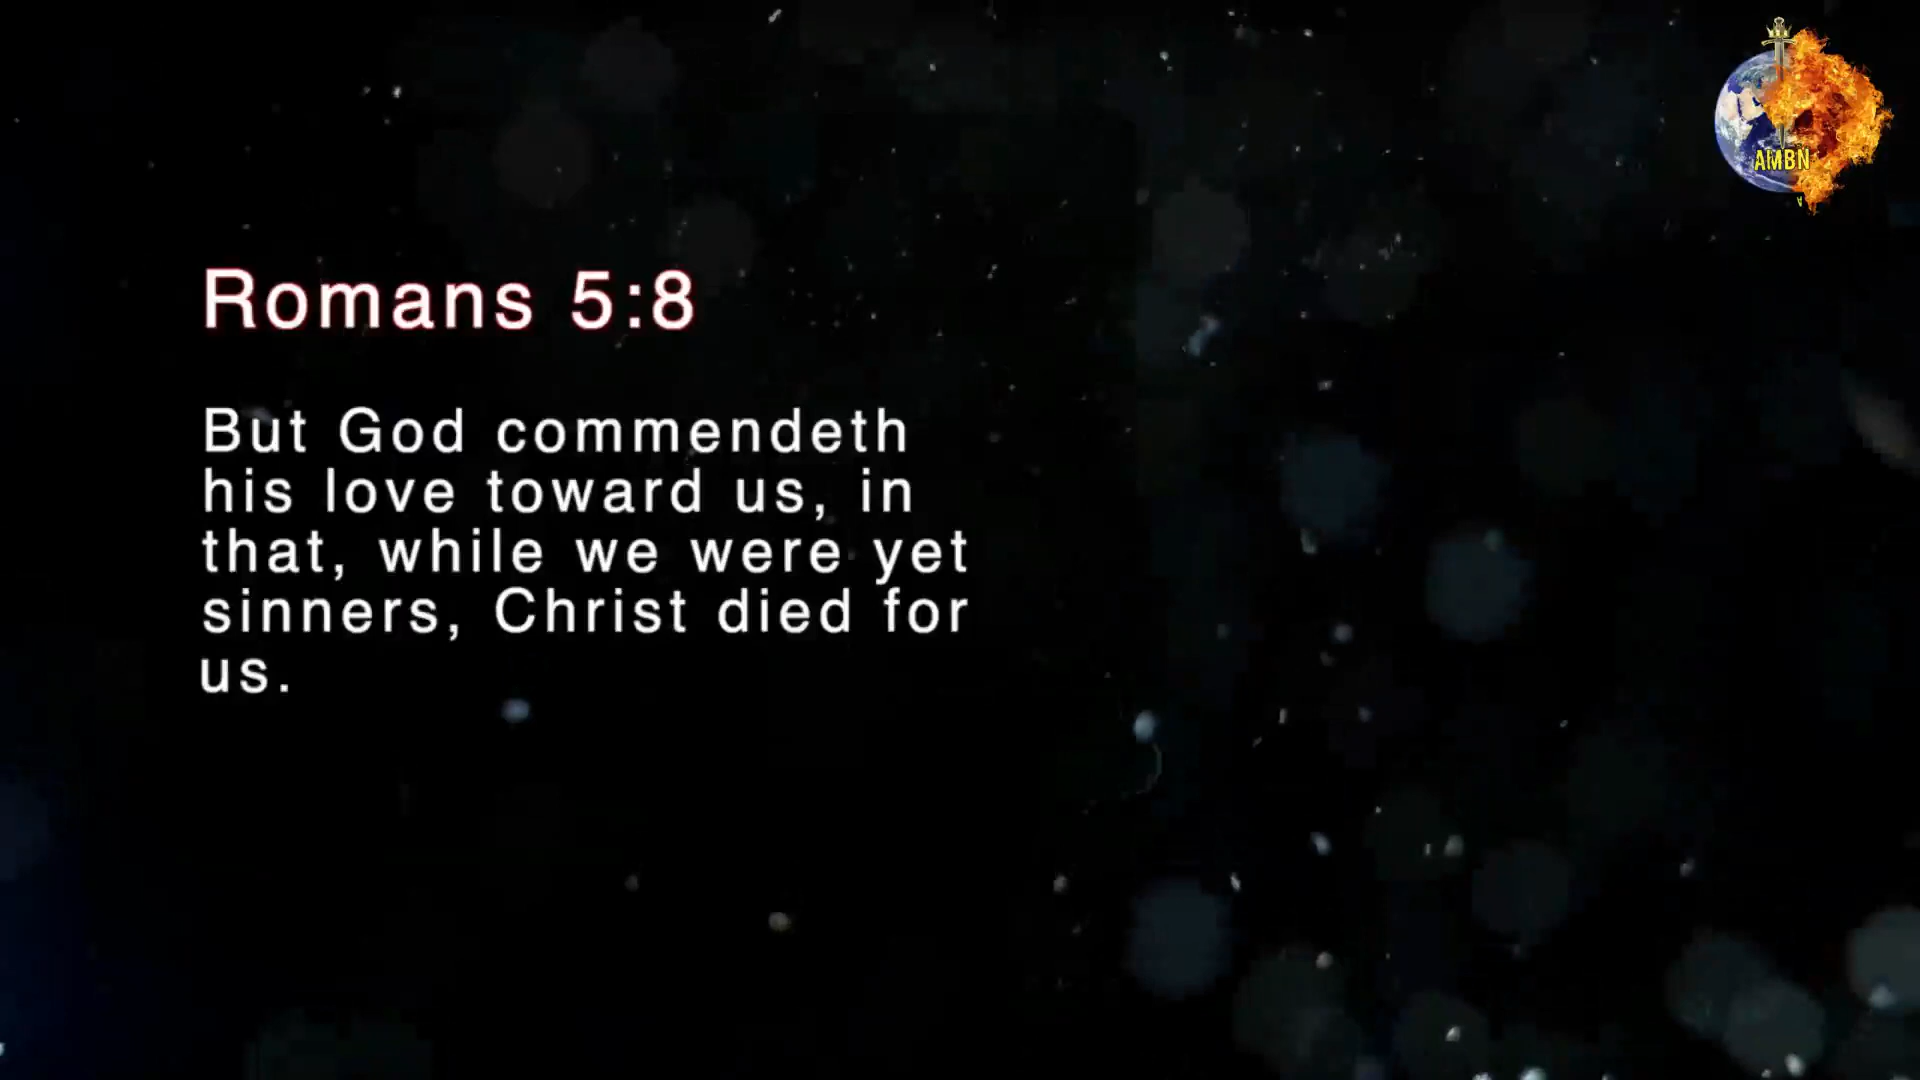 AMBN
Romans 5:8
But God commendeth
his love toward us, in
that, while we were yet
sinners, Christ died for
us.